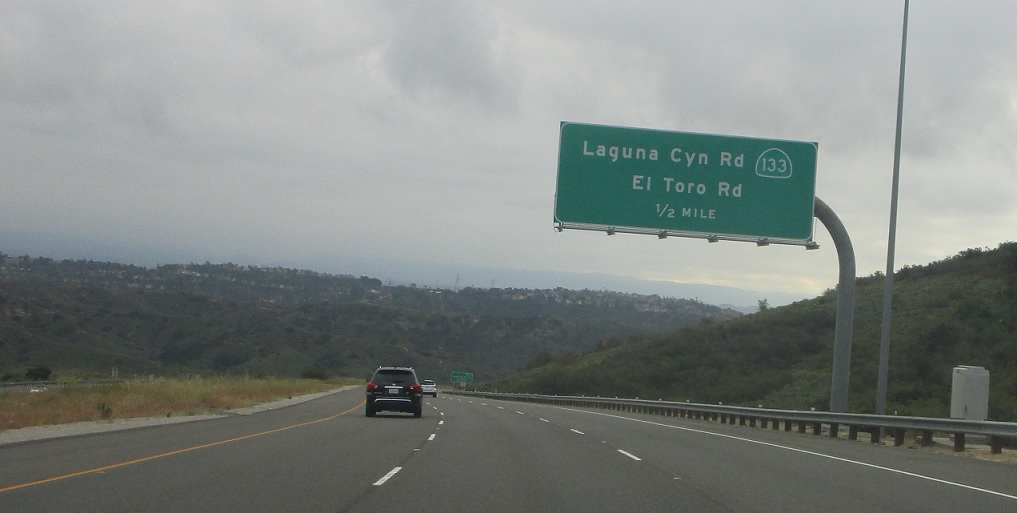 Laguna Cyn Rd 133
El Toro Rd
1/2 MILE